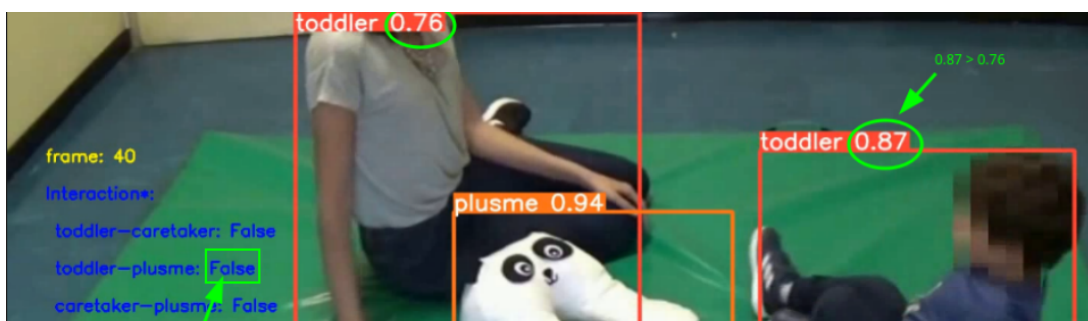 toddler 0.76
0.87 > 0.76
toddler 0.87
frame: 40
Interaction*:
plusme 0.94
toddler-caretaker: False
toddler-plusme: False
caretaker-plusme: False